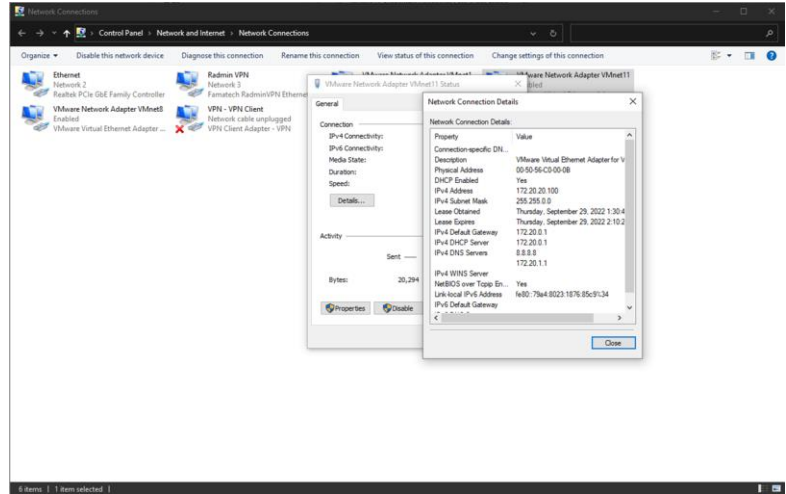 Network Connections
Control Panel > Network and Internet > Network Connections
Organize
Disable this network device
Diagnose this connection
Rename this connection
View status of this connection
Change settings of this connection
Ethernet
Network 2
Realtek PCIe GbE Family Controller
Radmin VPN
Network 3
Famatech RadminVPN Etherne
VMware Network Adapter VMnet11
VMware Network Adapter VMnet8
Enabled
VMware Virtual Ethernet Adapter ...
VPN - VPN Client
Network cable unplugged
VPN Client Adapter - VPN
VMware Network Adapter VMnet11 Status
General
Connection
IPv4 Connectivity:
IPv6 Connectivity:
Media State:
Duration:
Speed:
Details...
Activity
Sent
Bytes: 20,294
Properties
Disable
Network Connection Details
Network Connection Details:
Property Value
Connection-specific DN...
Description VMware Virtual Ethernet Adapter for V
Physical Address 00-50-56-C0-00-0B
DHCP Enabled Yes
IPv4 Address 172.20.20.100
IPv4 Subnet Mask 255.255.0.0
Lease Obtained Thursday, September 29, 2022 1:30:4
Lease Expires Thursday, September 29, 2022 2:10:2
IPv4 Default Gateway 172.20.0.1
IPv4 DHCP Server 172.20.0.1
IPv4 DNS Servers 8.8.8.8
172.20.1.1
IPv4 WINS Server
NetBIOS over Tcpip En... Yes
Link-local IPv6 Address fe80::79a4:8023:1876:85c9%34
IPv6 Default Gateway
Close
6 items
1 item selected